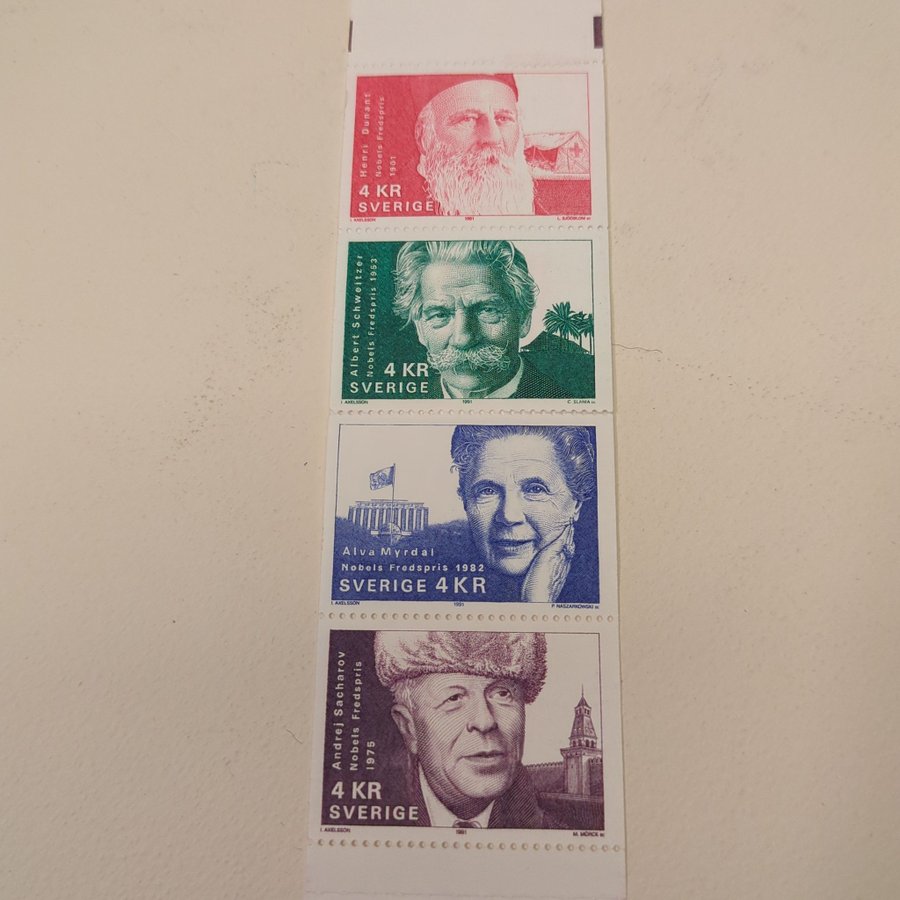 Henri Dunant
Nobels Fredspris
1901
4 KR
SVERIGE
I. AXELSSON
1991
L. SJÖÖBLOM sc
Albert Schweitzer
Nobels Fredspris 1953
4 KR
SVERIGE
I. AXELSSON
1991
C. SLANIA sc
Alva Myrdal
Nobels Fredspris 1982
SVERIGE 4 KR
I. AXELSSON
1991
P. NASZARKOWSKI sc
Andrej Sacharov
Nobels Fredspris
1975
4 KR
SVERIGE
I. AXELSSON
1991
M. MÖRCK sc